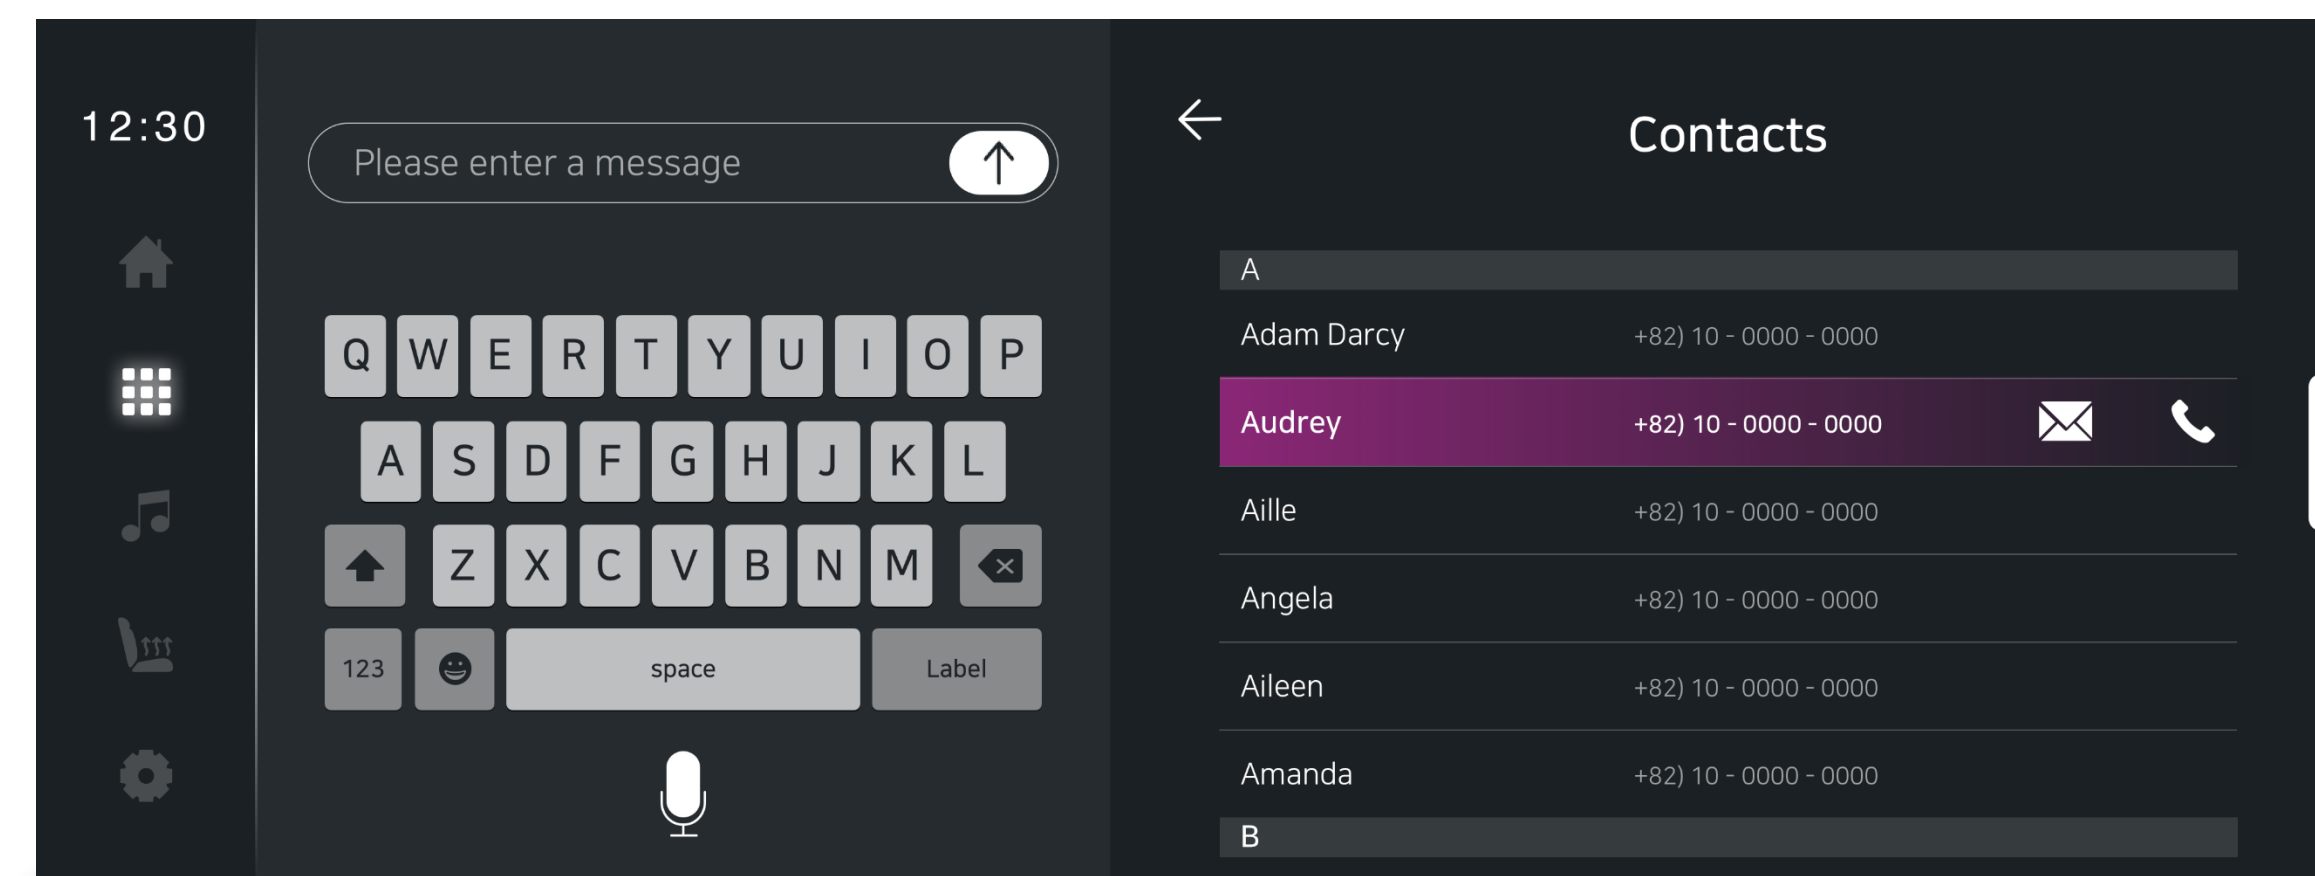 12:30
Please enter a message
Q W E R T Y U I O P
A S D F G H J K L
Z X C V B N M
123 space Label
Contacts
A
Adam Darcy +82) 10 - 0000 - 0000
Audrey +82) 10 - 0000 - 0000
Aille +82) 10 - 0000 - 0000
Angela +82) 10 - 0000 - 0000
Aileen +82) 10 - 0000 - 0000
Amanda +82) 10 - 0000 - 0000
B